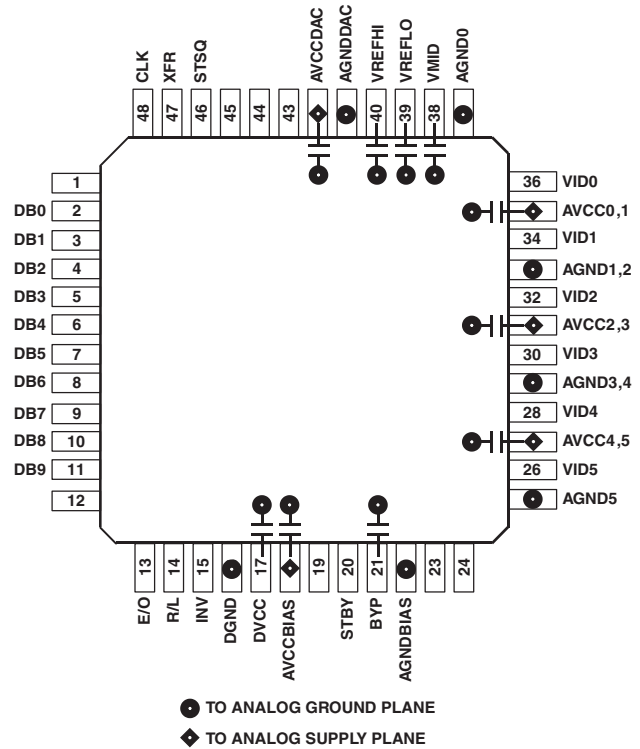 CLK
XFR
STSQ
AVCCDAC
AGNDDAC
VREFHI
VREFLO
VMID
AGND0
48
47
46
45
44
43
40
39
38
1
DB0 2
DB1 3
DB2 4
DB3 5
DB4 6
DB5 7
DB6 8
DB7 9
DB8 10
DB9 11
12
36 VID0
AVCC0,1
34 VID1
AGND1,2
32 VID2
AVCC2,3
30 VID3
AGND3,4
28 VID4
AVCC4,5
26 VID5
AGND5
13
14
15
17
19
20
21
23
24
E/O
R/L
INV
DGND
DVCC
AVCCBIAS
STBY
BYP
AGNDBIAS
TO ANALOG GROUND PLANE
TO ANALOG SUPPLY PLANE